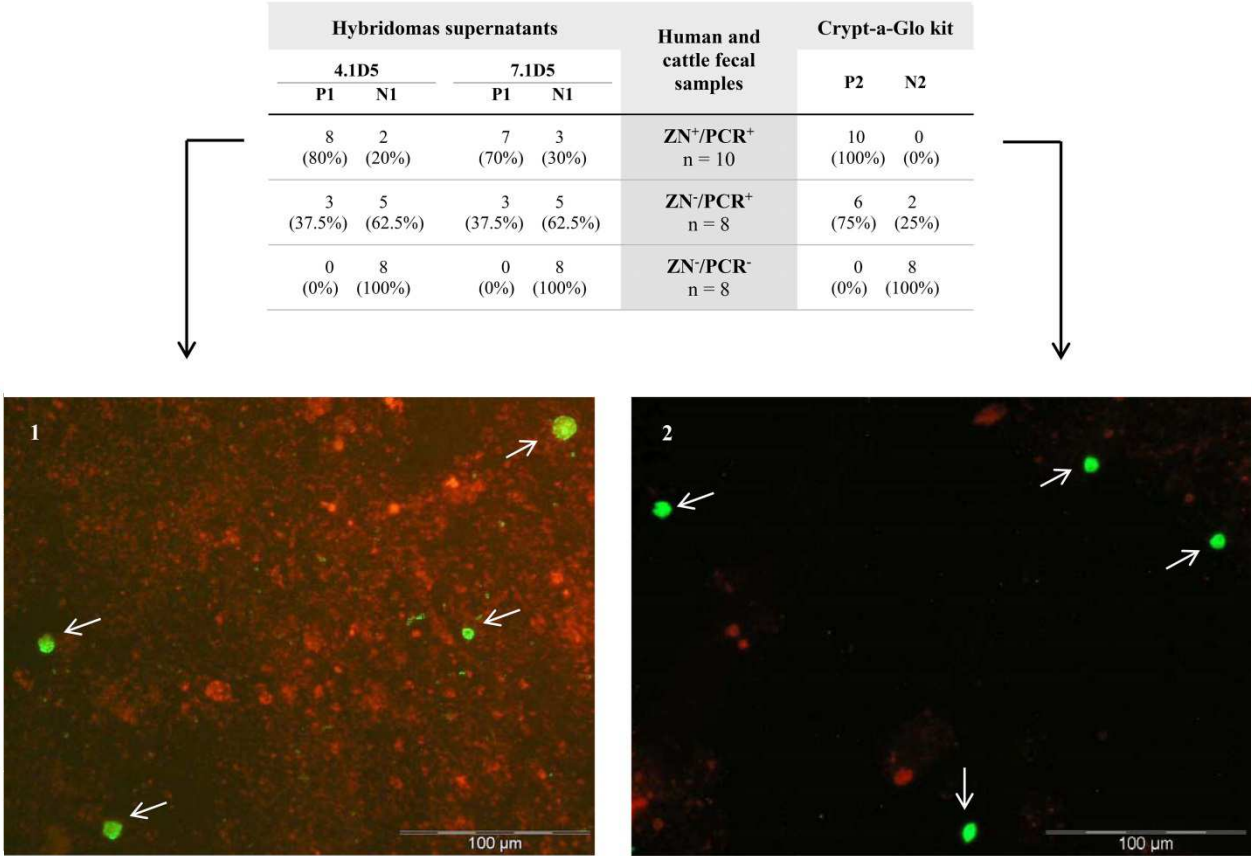 Hybridomas supernatants
Human and cattle fecal samples
Crypt-a-Glo kit
4.1D5 7.1D5
P1 N1 P1 N1 P2 N2
8 2 7 3 ZN⁺/PCR⁺ 10 0
(80%) (20%) (70%) (30%) n = 10 (100%) (0%)
3 5 3 5 ZN⁻/PCR⁺ 6 2
(37.5%) (62.5%) (37.5%) (62.5%) n = 8 (75%) (25%)
0 8 0 8 ZN⁻/PCR⁻ 0 8
(0%) (100%) (0%) (100%) n = 8 (0%) (100%)
1
100 µm
2
100 µm